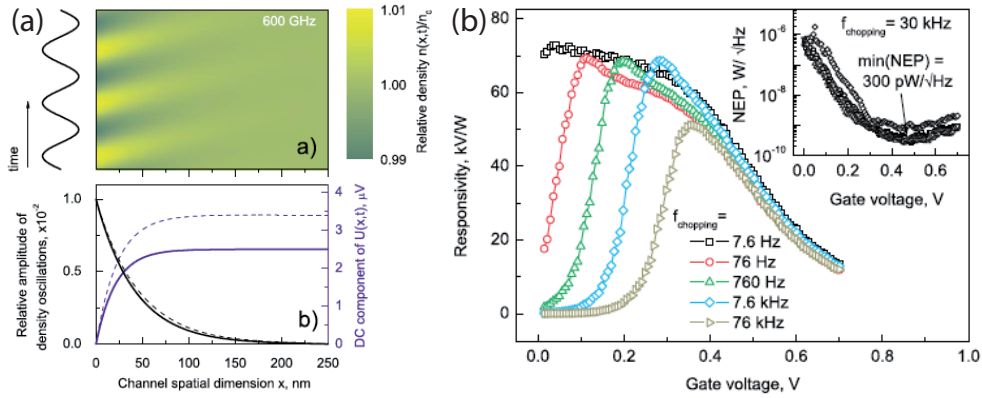 (a)
600 GHz
a)
time
1.01
1.00
0.99
Relative density n(x,t)/n₀
b)
1.0
0.5
0.0
Relative amplitude of
density oscillations, x10⁻²
0 50 100 150 200 250
Channel spatial dimension x, nm
4
3
2
1
0
DC component of U(x,t), μV
(b)
80
60
40
20
0
Responsivity, kV/W
f_chopping =
7.6 Hz
76 Hz
760 Hz
7.6 kHz
76 kHz
0.0 0.2 0.4 0.6 0.8 1.0
Gate voltage, V
f_chopping = 30 kHz
min(NEP) =
300 pW/√Hz
10⁻⁶
10⁻⁸
10⁻¹⁰
NEP, W/ √Hz
0.0 0.2 0.4 0.6
Gate voltage, V